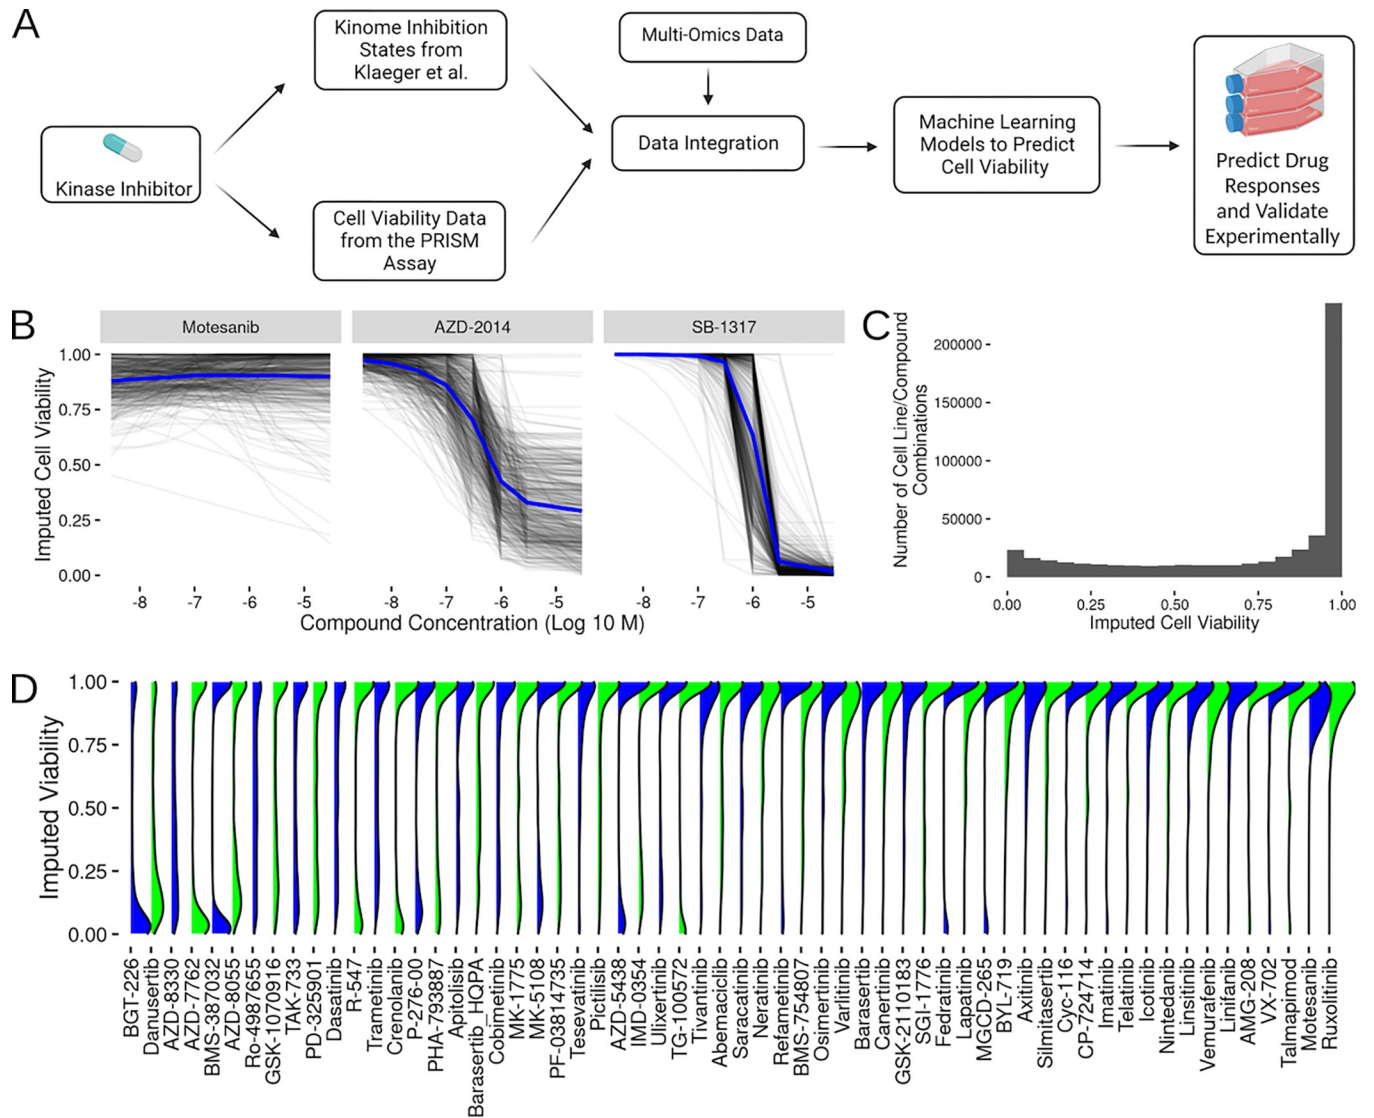 A
Kinase Inhibitor
Kinome Inhibition
States from
Klaeger et al.
Cell Viability Data
from the PRISM
Assay
Multi-Omics Data
Data Integration
Machine Learning
Models to Predict
Cell Viability
Predict Drug
Responses
and Validate
Experimentally
B
Motesanib
AZD-2014
SB-1317
Imputed Cell Viability
1.00
0.75
0.50
0.25
0.00
-8 -7 -6 -5
-8 -7 -6 -5
-8 -7 -6 -5
Compound Concentration (Log 10 M)
C
Number of Cell Line/Compound
Combinations
200000
150000
100000
50000
0
0.00 0.25 0.50 0.75 1.00
Imputed Cell Viability
D
Imputed Viability
1.00
0.75
0.50
0.25
0.00
BGT-226
Danusertib
AZD-8330
AZD-7762
BMS-387032
AZD-8055
Ro-4987655
GSK-1070916
TAK-733
PD-325901
Dasatinib
R-547
Trametinib
Crenolanib
P-276-00
PHA-793887
Apitolisib
Barasertib_HQPA
Cobimetinib
MK-1775
MK-5108
PF-03814735
Tesevatinib
Pictilisib
AZD-5438
IMD-0354
Ulixertinib
TG-100572
Tivantinib
Abemaciclib
Saracatinib
Neratinib
Refametinib
BMS-754807
Osimertinib
Varlitinib
Barasertib
Canertinib
GSK-2110183
SGI-1776
Fedratinib
Lapatinib
MGCD-265
BYL-719
Axitinib
Silmitasertib
Cyc-116
CP-724714
Imatinib
Telatinib
Icotinib
Nintedanib
Linsitinib
Vemurafenib
Linifanib
AMG-208
VX-702
Talmapimod
Motesanib
Ruxolitinib